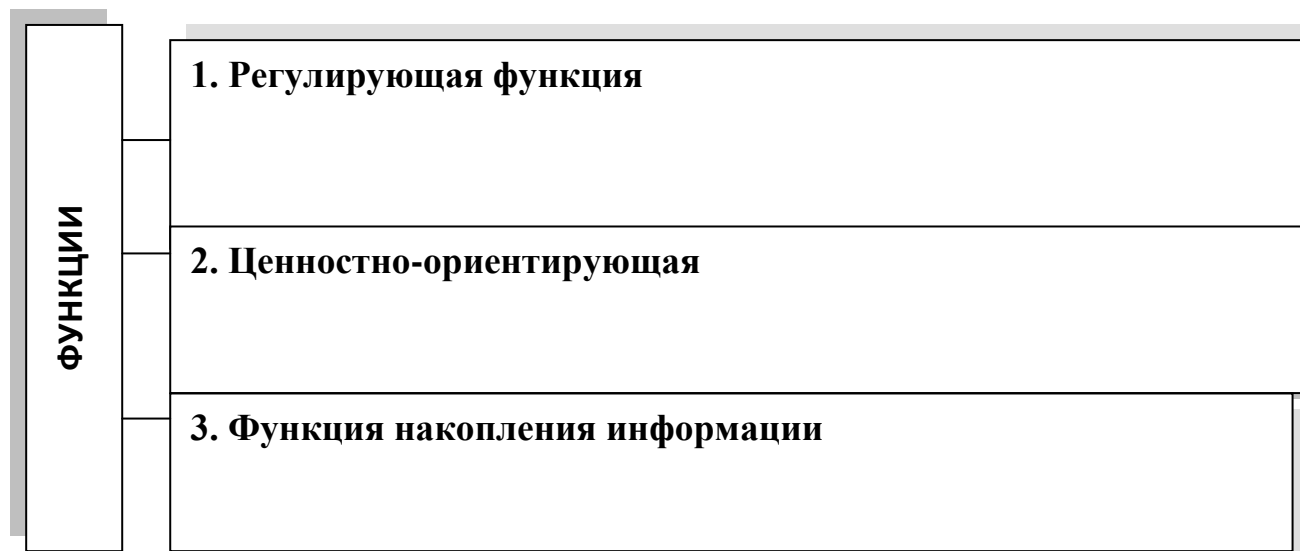 ФУНКЦИИ
1. Регулирующая функция
2. Ценностно-ориентирующая
3. Функция накопления информации